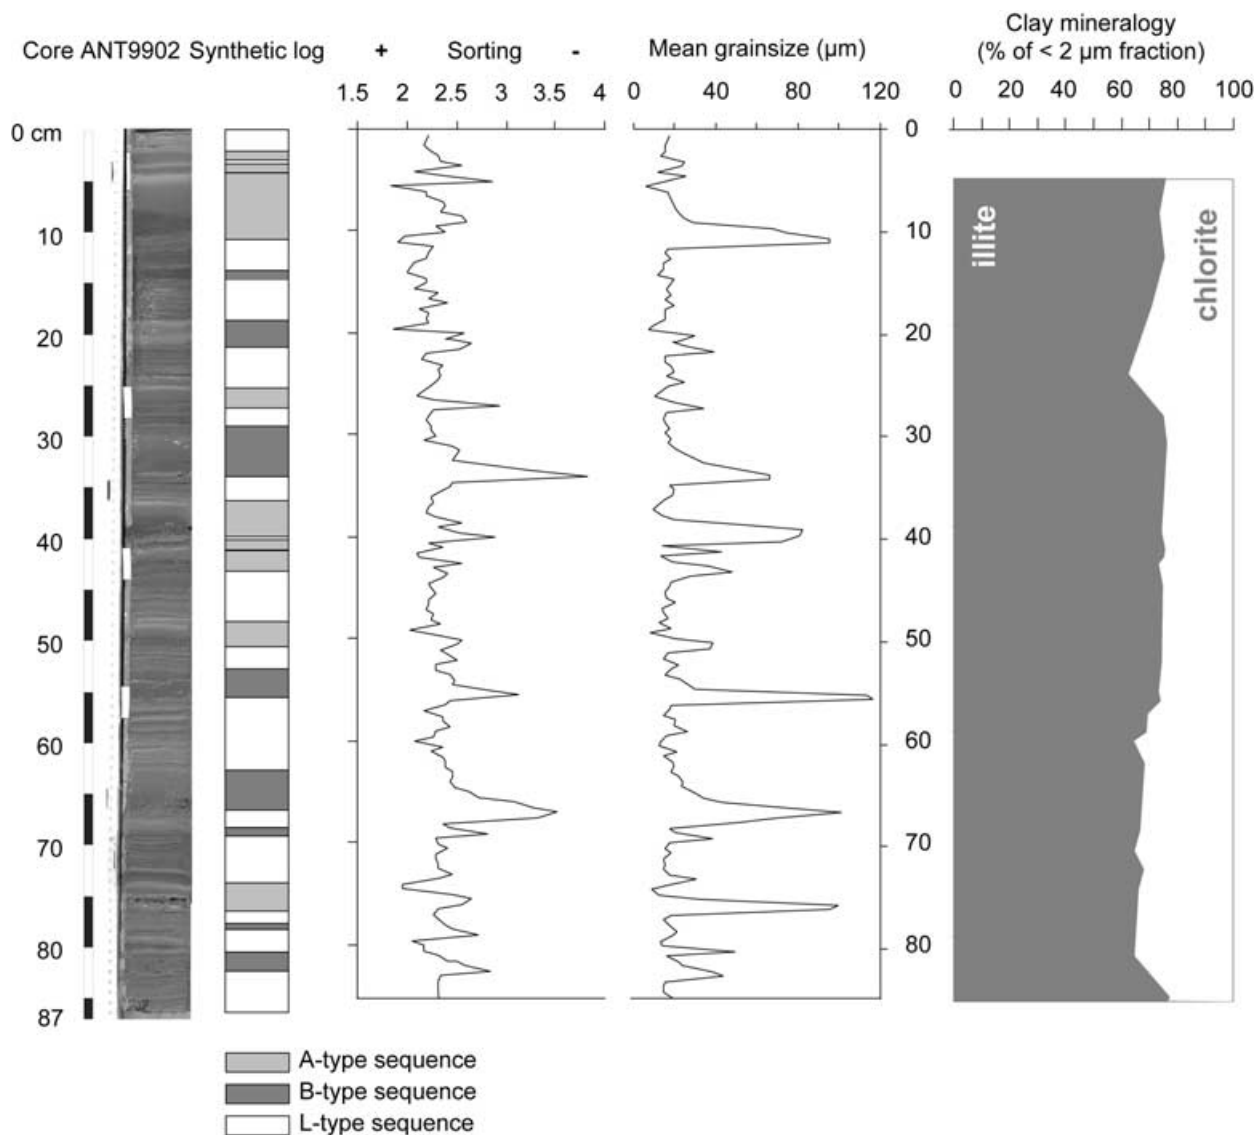 Clay mineralogy
Core ANT9902 Synthetic log + Sorting - Mean grainsize (µm) (% of < 2 µm fraction)
1.5 2 2.5 3 3.5 4 0 40 80 120 0 20 40 60 80 100
0 cm 0
10 10
20 20
30 30
40 40
50 50
60 60
70 70
80 80
87
illite
chlorite
A-type sequence
B-type sequence
L-type sequence